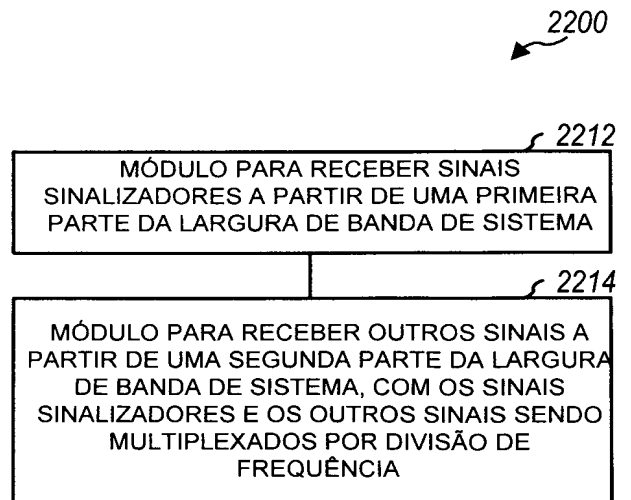 2200
2212
MÓDULO PARA RECEBER SINAIS
SINALIZADORES A PARTIR DE UMA PRIMEIRA
PARTE DA LARGURA DE BANDA DE SISTEMA
2214
MÓDULO PARA RECEBER OUTROS SINAIS A
PARTIR DE UMA SEGUNDA PARTE DA LARGURA
DE BANDA DE SISTEMA, COM OS SINAIS
SINALIZADORES E OS OUTROS SINAIS SENDO
MULTIPLEXADOS POR DIVISÃO DE
FREQUÊNCIA